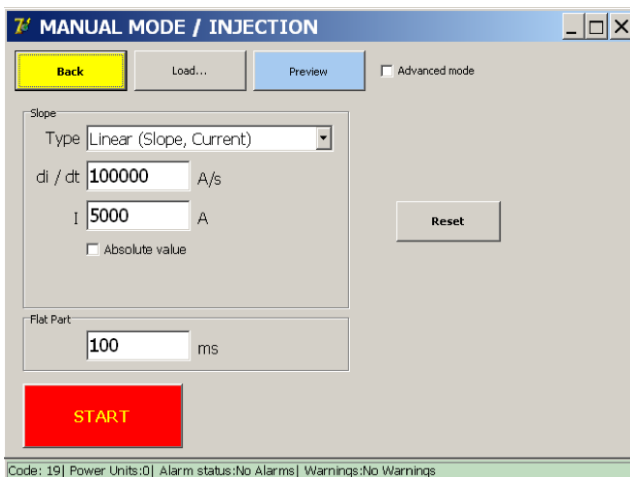 MANUAL MODE / INJECTION
Back Load... Preview Advanced mode
Slope
Type Linear (Slope, Current)
di / dt 100000 A/s
I 5000 A
Reset
Absolute value
Flat Part
100 ms
START
Code: 19| Power Units:0| Alarm status:No Alarms| Warnings:No Warnings